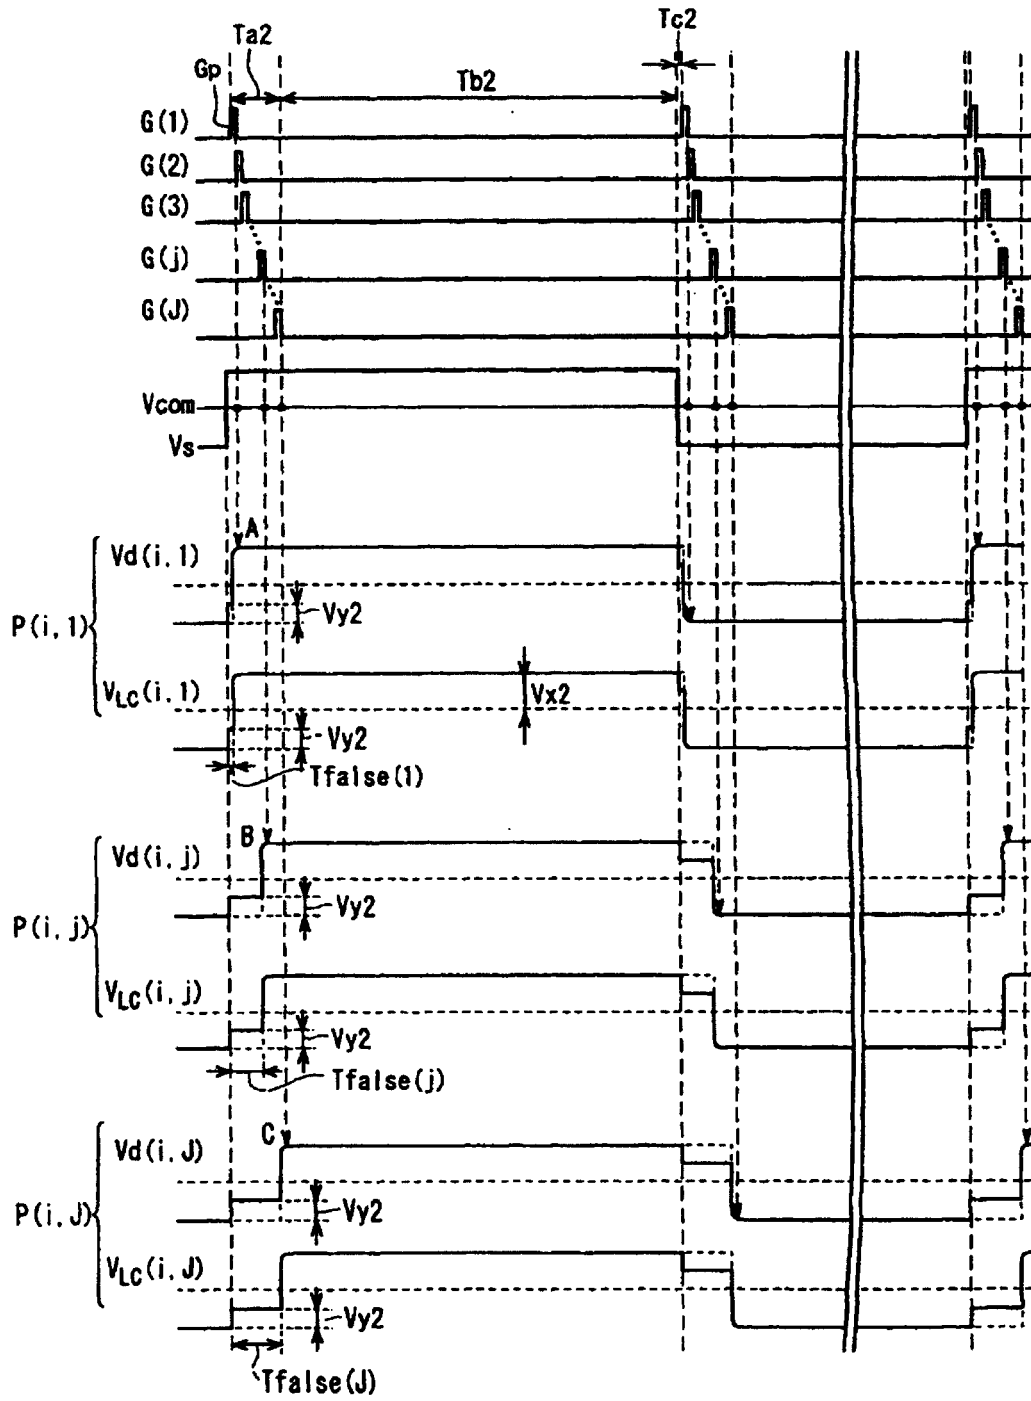 Tc2
Ta2
Gp
Tb2
G(1)
G(2)
G(3)
G(j)
G(J)
Vcom
Vs
A
Vd(i,1)
Vy2
P(i,1)
VLC(i,1)
Vx2
Vy2
Tfalse(1)
B
Vd(i,j)
Vy2
P(i,j)
VLC(i,j)
Vy2
Tfalse(j)
C
Vd(i,J)
Vy2
P(i,J)
VLC(i,J)
Vy2
Tfalse(J)